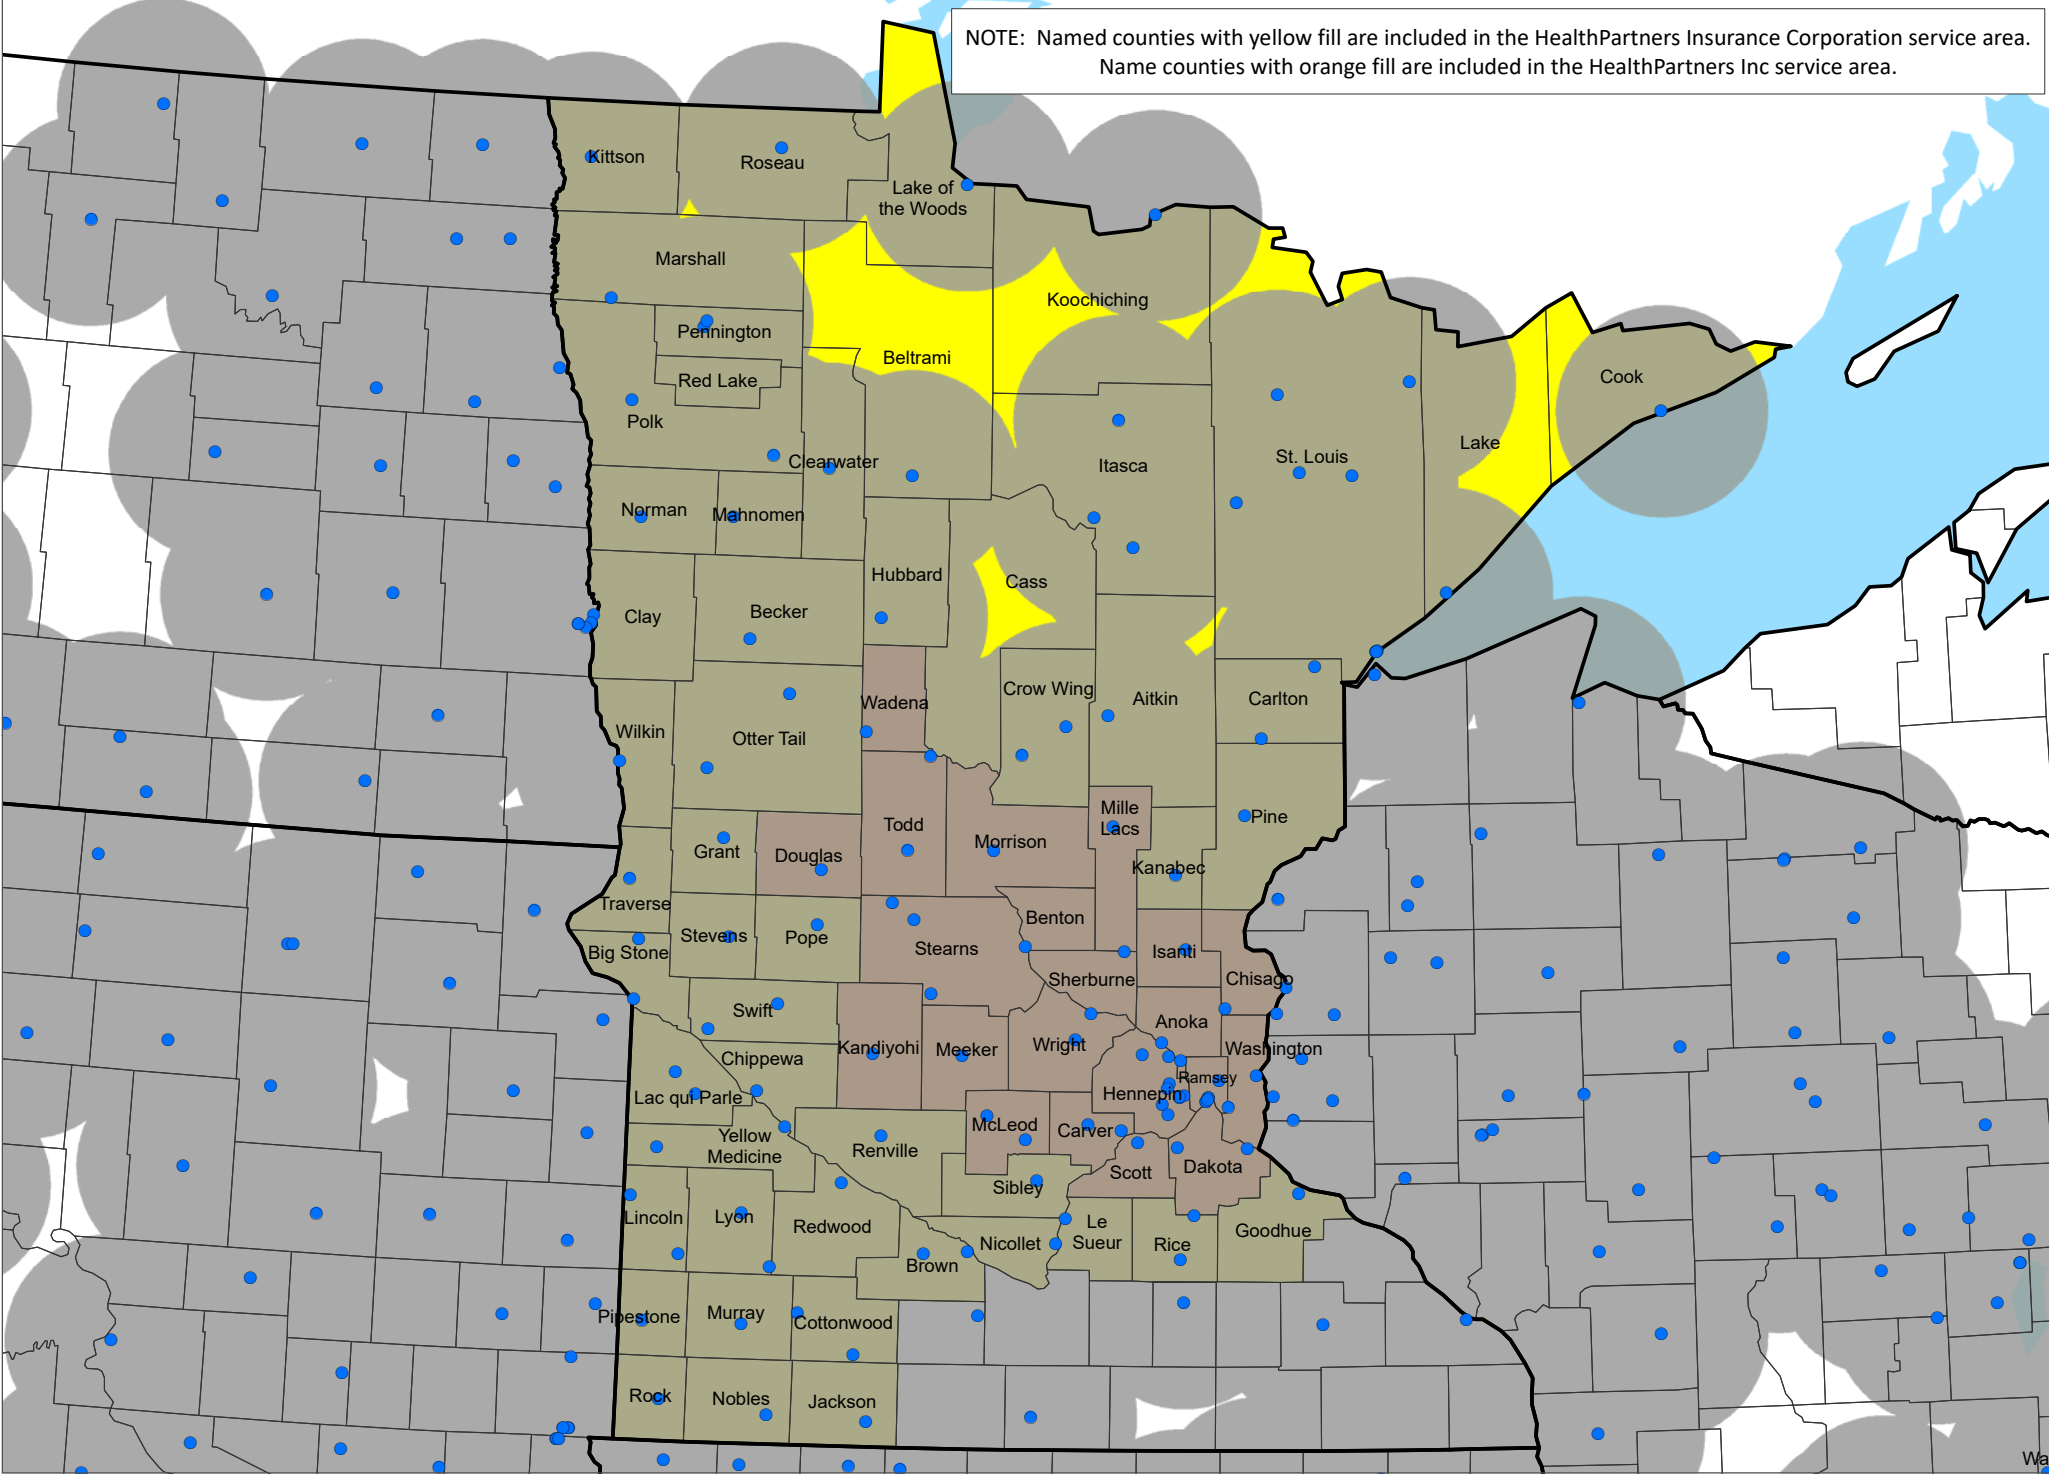 NOTE: Named counties with yellow fill are included in the HealthPartners Insurance Corporation service area.
Name counties with orange fill are included in the HealthPartners Inc service area.
Kittson
Roseau
Lake of
the Woods
Marshall
Koochiching
Pennington
Beltrami
Red Lake
Cook
Polk
Lake
Clearwater
Itasca
St. Louis
Norman
Mahnomen
Hubbard
Cass
Clay
Becker
Wadena
Crow Wing
Aitkin
Carlton
Wilkin
Otter Tail
Mille
Lacs
Pine
Todd
Morrison
Grant
Douglas
Kanabec
Traverse
Benton
Stevens
Pope
Stearns
Isanti
Big Stone
Sherburne
Chisago
Swift
Anoka
Kandiyohi
Meeker
Wright
Washington
Chippewa
Ramsey
Lac qui Parle
Hennepin
McLeod
Carver
Yellow
Medicine
Renville
Scott
Dakota
Sibley
Lincoln
Lyon
Redwood
Le
Sueur
Rice
Goodhue
Nicollet
Brown
Pipestone
Murray
Cottonwood
Rock
Nobles
Jackson
Wa